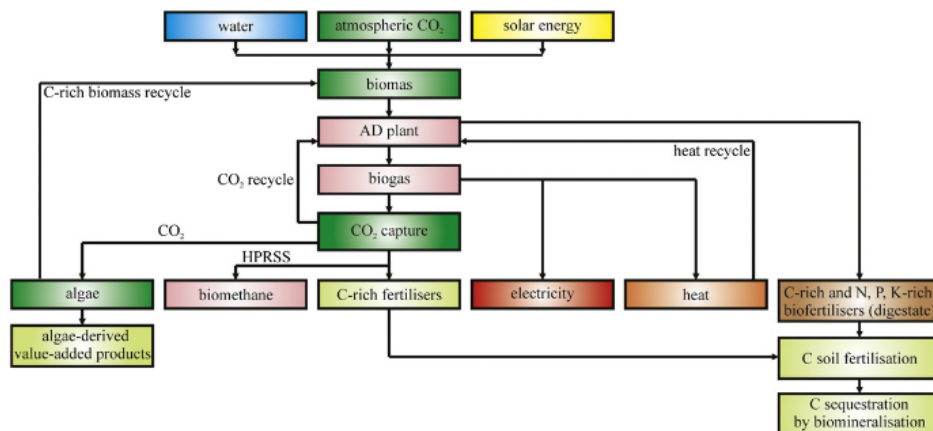 water
atmospheric CO₂
solar energy
C-rich biomass recycle
biomas
AD plant
heat recycle
CO₂ recycle
biogas
CO₂
CO₂ capture
HPRSS
algae
biomethane
C-rich fertilisers
electricity
heat
C-rich and N, P, K-rich
biofertilisers (digestate)
algae-derived
value-added products
C soil fertilisation
C sequestration
by biomineralisation